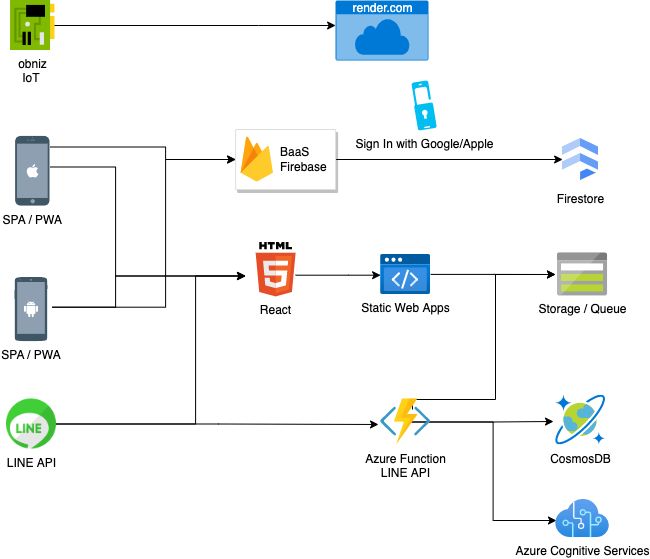 render.com
obniz
IoT
Sign In with Google/Apple
BaaS
Firebase
SPA / PWA
Firestore
HTML
5
React
Static Web Apps
Storage / Queue
SPA / PWA
LINE
LINE API
Azure Function
LINE API
CosmosDB
Azure Cognitive Services